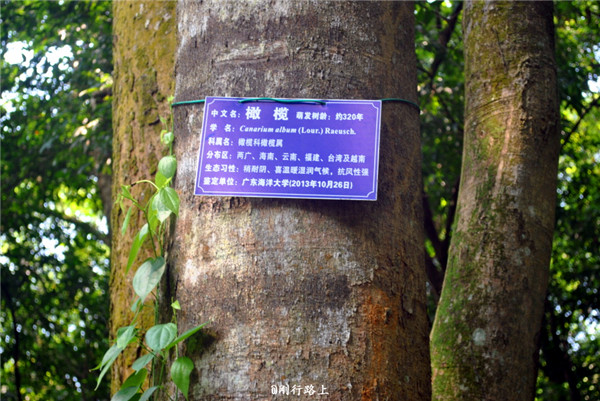 中文名：橄 榄 萌发树龄：约320年
学 名：Canarium album (Lour.) Raeusch.
科属名：橄榄科橄榄属
分布区：两广、海南、云南、福建、台湾及越南
生态习性：稍耐阴、喜温暖湿润气候，抗风性强
鉴定单位：广东海洋大学(2013年10月26日)
@刚行路上